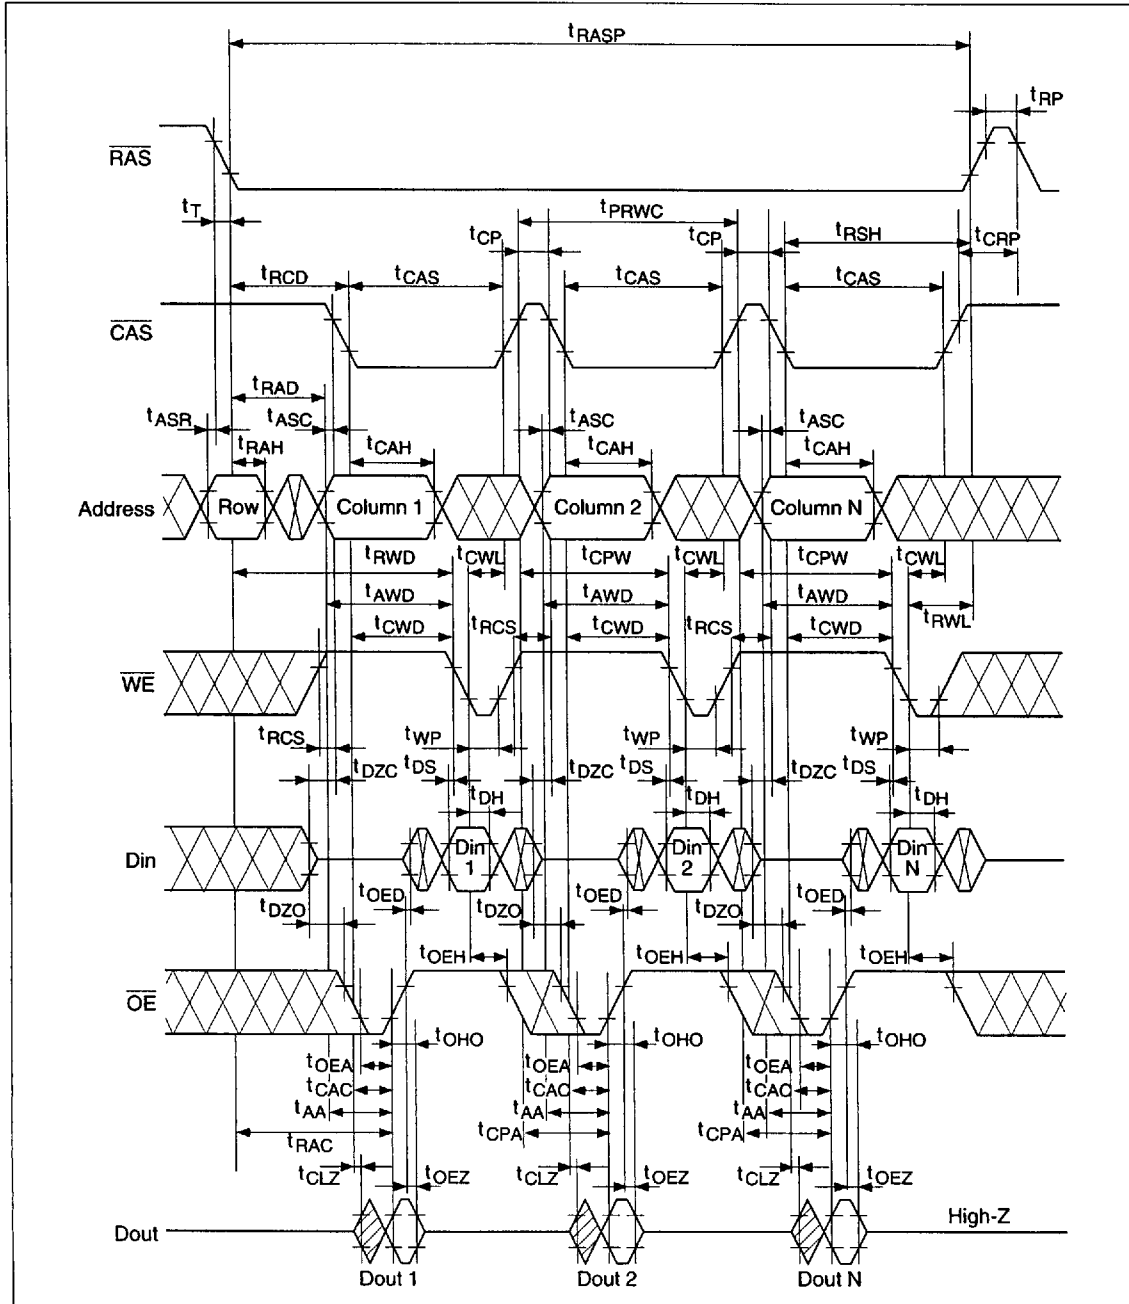 tRASP
tRP
RAS
tT
tPRWC
tCP
tCP
tRSH
tCRP
tRCD
tCAS
tCAS
tCAS
CAS
tRAD
tASR
tASC
tASC
tASC
tRAH
tCAH
tCAH
tCAH
Address
Row
Column 1
Column 2
Column N
tRWD
tCWL
tCPW
tCWL
tCPW
tCWL
tAWD
tAWD
tAWD
tCWD
tRCS
tCWD
tRCS
tCWD
tRWL
WE
tRCS
tWP
tWP
tWP
tDZC
tDS
tDZC
tDS
tDZC
tDS
tDH
tDH
tDH
Din
Din 1
Din 2
Din N
tDZO
tOED
tDZO
tOED
tDZO
tOED
tOEH
tOEH
tOEH
OE
tOHO
tOHO
tOHO
tOEA
tOEA
tOEA
tCAC
tCAC
tCAC
tAA
tAA
tAA
tRAC
tCPA
tCPA
tCLZ
tOEZ
tCLZ
tOEZ
tCLZ
tOEZ
Dout
High-Z
Dout 1
Dout 2
Dout N